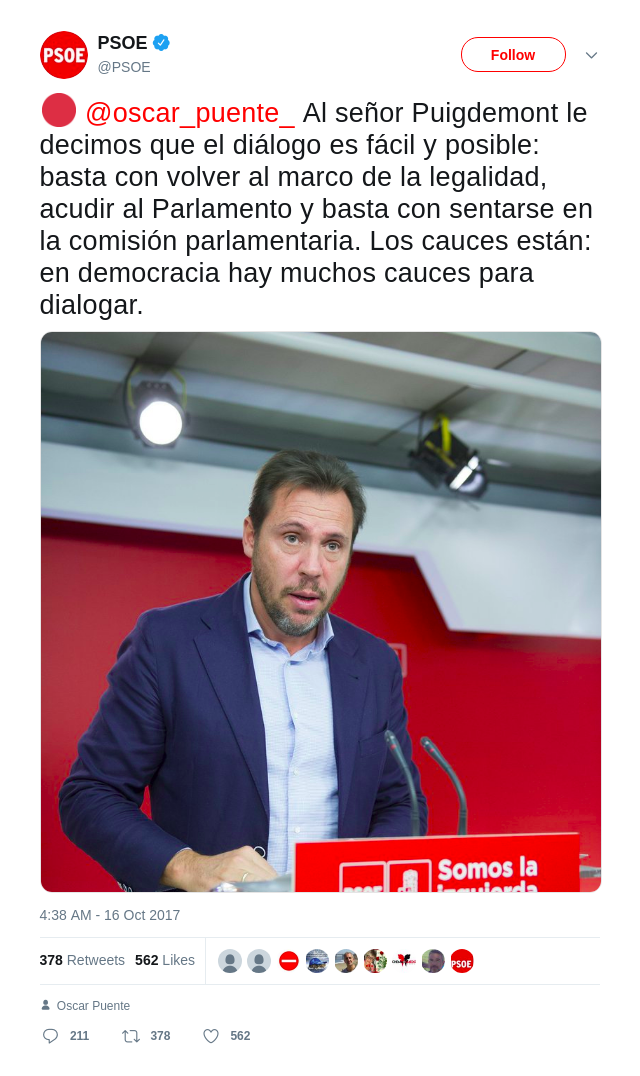 PSOE
PSOE
@PSOE
Follow
@oscar_puente_ Al señor Puigdemont le
decimos que el diálogo es fácil y posible:
basta con volver al marco de la legalidad,
acudir al Parlamento y basta con sentarse en
la comisión parlamentaria. Los cauces están:
en democracia hay muchos cauces para
dialogar.
PSOE
Somos la
izquierda
4:38 AM - 16 Oct 2017
378 Retweets 562 Likes
PSOE
Oscar Puente
211 378 562